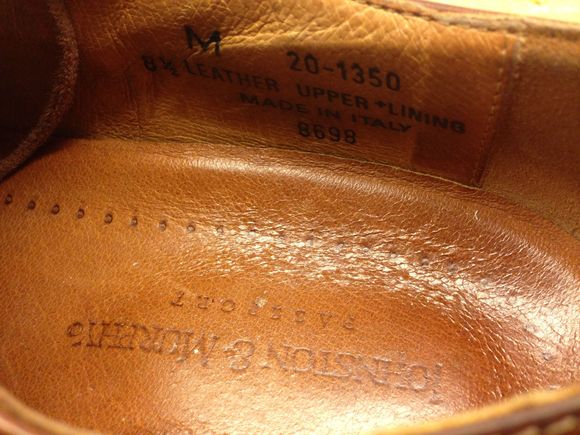 M 20-1350
8½ LEATHER UPPER + LINING
MADE IN ITALY
8698
JOHNSTON & MURPHY
PASSPORT